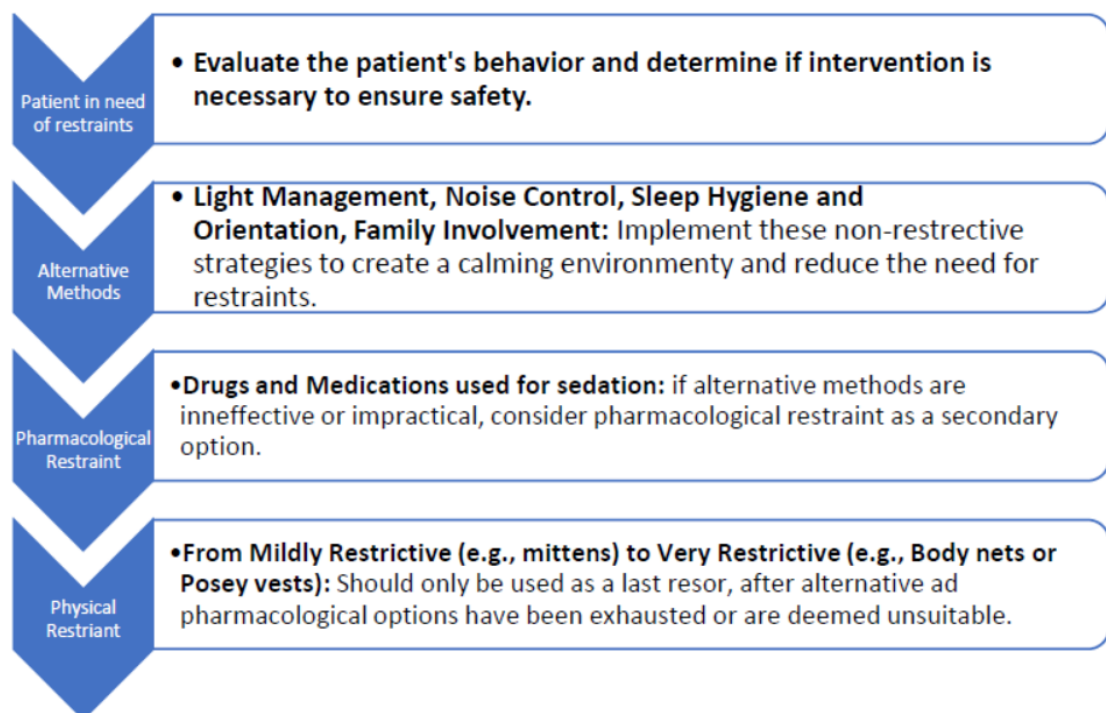 Patient in need
of restraints
• Evaluate the patient's behavior and determine if intervention is
necessary to ensure safety.
Alternative
Methods
• Light Management, Noise Control, Sleep Hygiene and
Orientation, Family Involvement: Implement these non-restrective
strategies to create a calming environmenty and reduce the need for
restraints.
Pharmacological
Restraint
•Drugs and Medications used for sedation: if alternative methods are
inneffective or impractical, consider pharmacological restraint as a secondary
option.
Physical
Restriant
•From Mildly Restrictive (e.g., mittens) to Very Restrictive (e.g., Body nets or
Posey vests): Should only be used as a last resor, after alternative ad
pharmacological options have been exhausted or are deemed unsuitable.